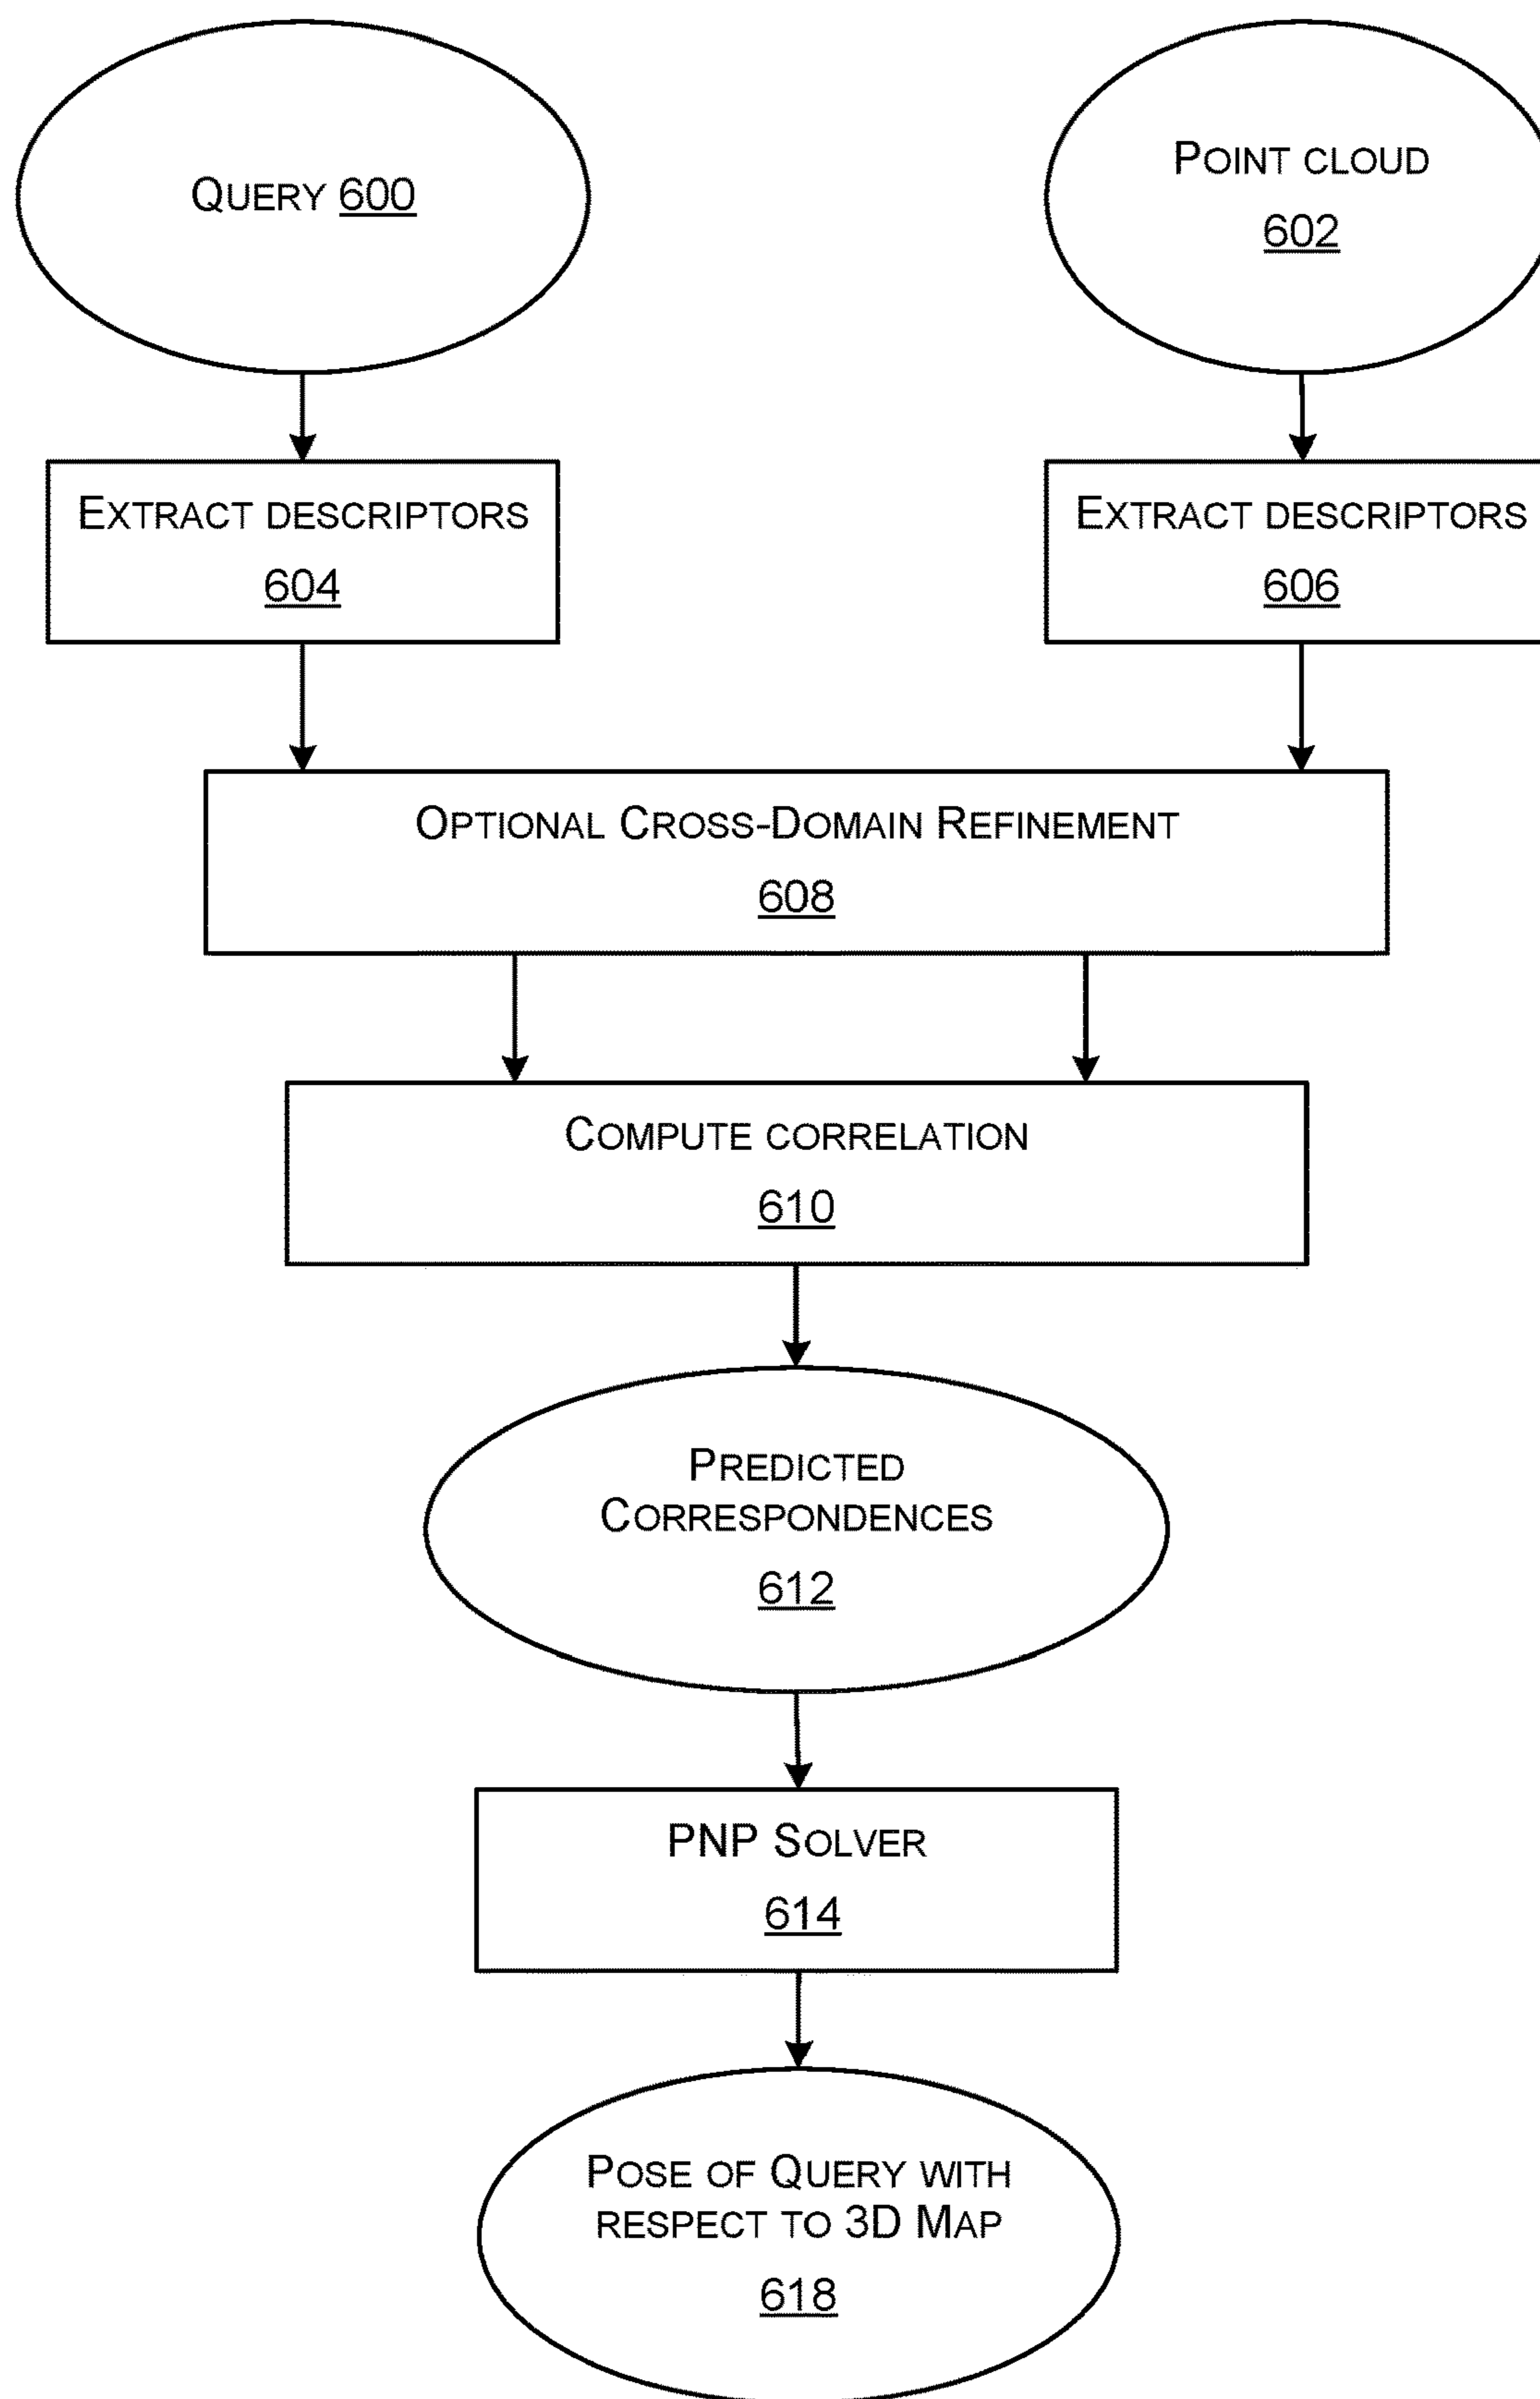 QUERY 600
POINT CLOUD
602
EXTRACT DESCRIPTORS
604
EXTRACT DESCRIPTORS
606
OPTIONAL CROSS-DOMAIN REFINEMENT
608
COMPUTE CORRELATION
610
PREDICTED
CORRESPONDENCES
612
PNP SOLVER
614
POSE OF QUERY WITH
RESPECT TO 3D MAP
618